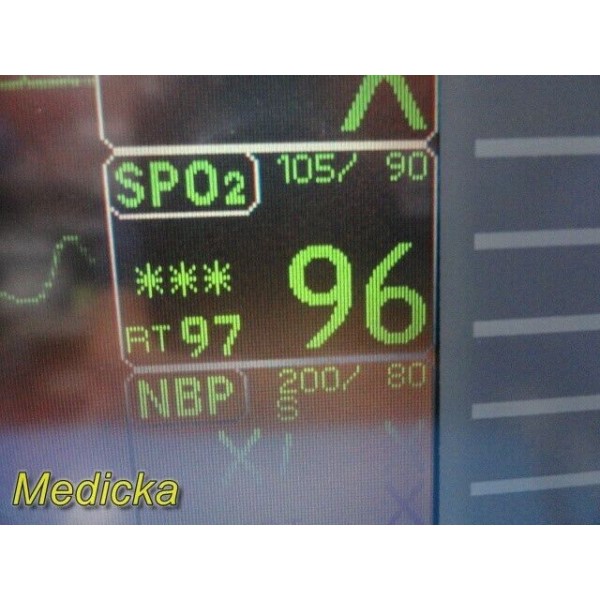 SPO2 105/ 90
*** 96
RT 97
NBP 200/ 80
S
X / X
X
Medicka